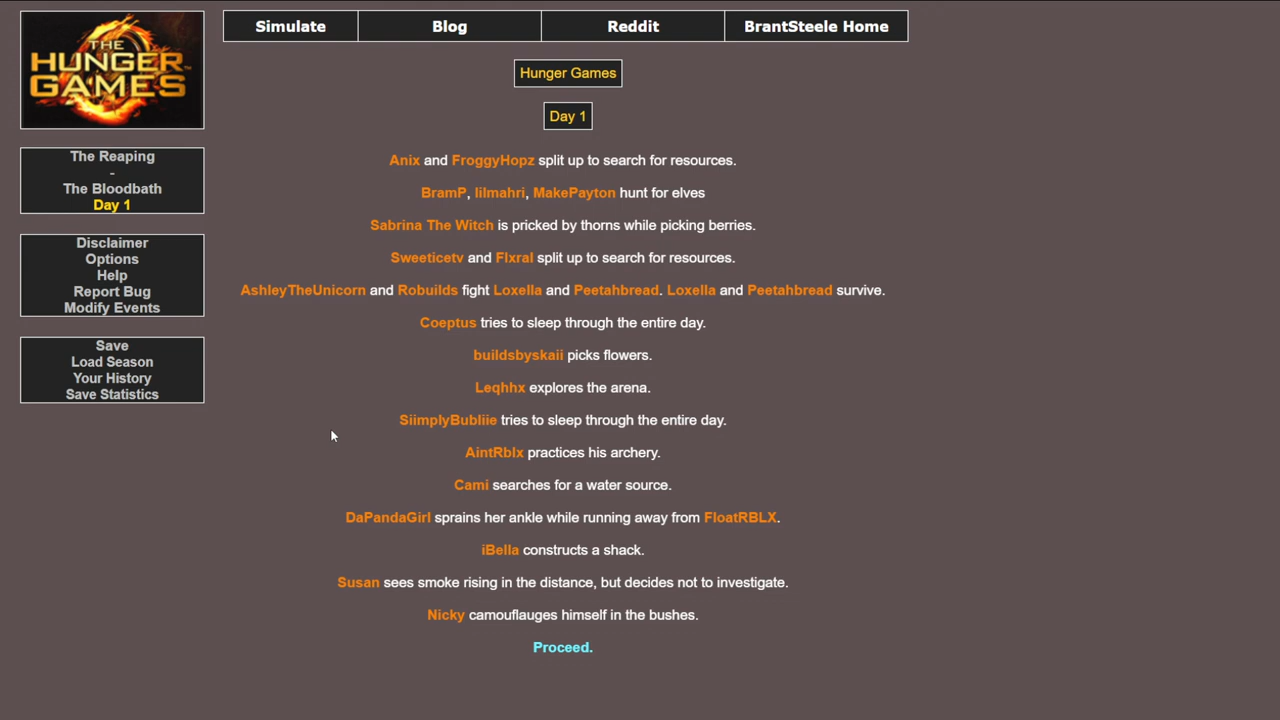 THE
HUNGER
GAMES
Simulate
Blog
Reddit
BrantSteele Home
The Reaping
-
The Bloodbath
Day 1
Disclaimer
Options
Help
Report Bug
Modify Events
Save
Load Season
Your History
Save Statistics
Hunger Games
Day 1
Anix and FroggyHopz split up to search for resources.
BramP, lilmahri, MakePayton hunt for elves
Sabrina The Witch is pricked by thorns while picking berries.
Sweeticetv and Flxral split up to search for resources.
AshleyTheUnicorn and Robuilds fight Loxella and Peetahbread. Loxella and Peetahbread survive.
Coeptus tries to sleep through the entire day.
buildsbyskaii picks flowers.
Leqhhx explores the arena.
SiimplyBubliie tries to sleep through the entire day.
AintRblx practices his archery.
Cami searches for a water source.
DaPandaGirl sprains her ankle while running away from FloatRBLX.
iBella constructs a shack.
Susan sees smoke rising in the distance, but decides not to investigate.
Nicky camouflauges himself in the bushes.
Proceed.